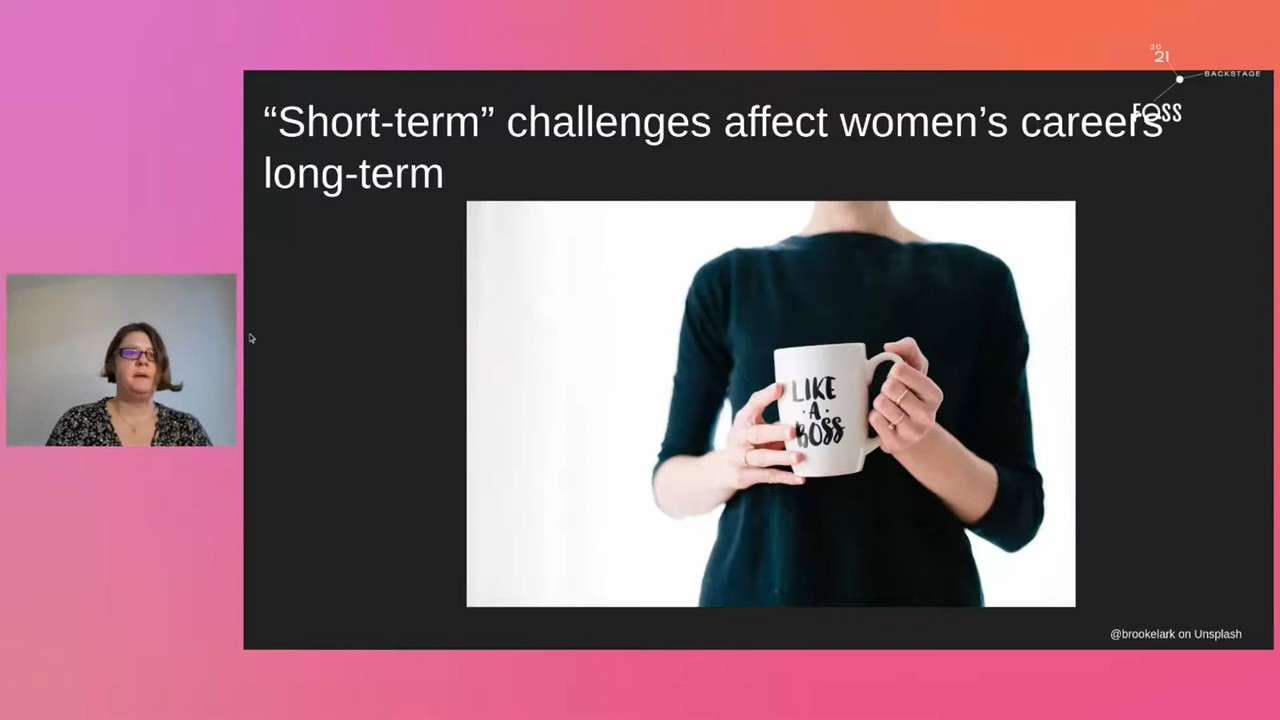 20
21
BACKSTAGE
FOSS
“Short-term” challenges affect women’s careers
long-term
LIKE
·A·
BOSS
@brookelark on Unsplash